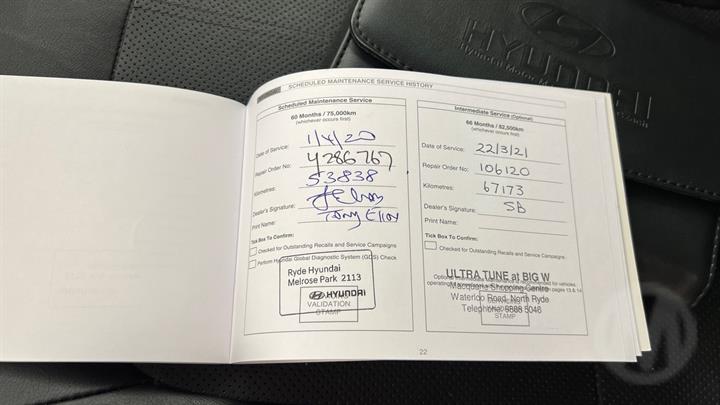 HYUNDAI
Hyundai Motor
HYUNDAI
SCHEDULED MAINTENANCE SERVICE HISTORY
Scheduled Maintenance Service
60 Months / 75,000km
(whichever occurs first)
Date of Service: 1/4/20
Repair Order No: 4286767
Kilometres: 53838
Dealer's Signature:
Print Name: Tony
Tick Box To Confirm:
Checked for Outstanding Recalls and Service Campaigns
Perform Hyundai Global Diagnostic System (GDS) Check
Ryde Hyundai
Melrose Park 2113
HYUNDAI
VALIDATION
STAMP
Intermediate Service (Optional)
66 Months / 82,500km
(whichever occurs first)
Date of Service: 22/3/21
Repair Order No: 106120
Kilometres: 67173
Dealer's Signature: SB
Print Name:
Tick Box To Confirm:
Checked for Outstanding Recalls and Service Campaigns
ULTRA TUNE at BIG W
Macquarie Shopping Centre
Waterloo Road, North Ryde
Telephone: 8888 5046
STAMP
22